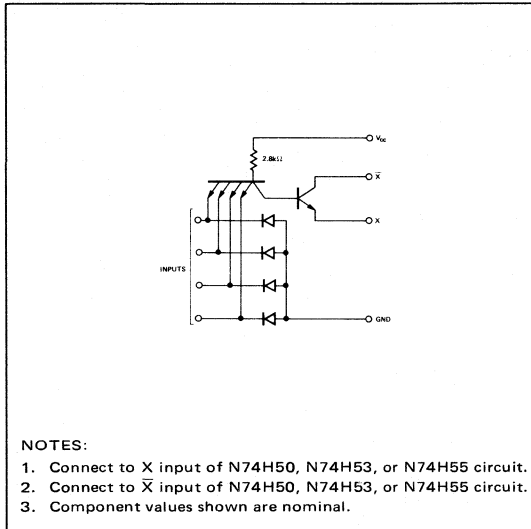 V_CC
2.8kΩ
X̄
X
INPUTS
GND
NOTES:
1. Connect to X input of N74H50, N74H53, or N74H55 circuit.
2. Connect to X̄ input of N74H50, N74H53, or N74H55 circuit.
3. Component values shown are nominal.